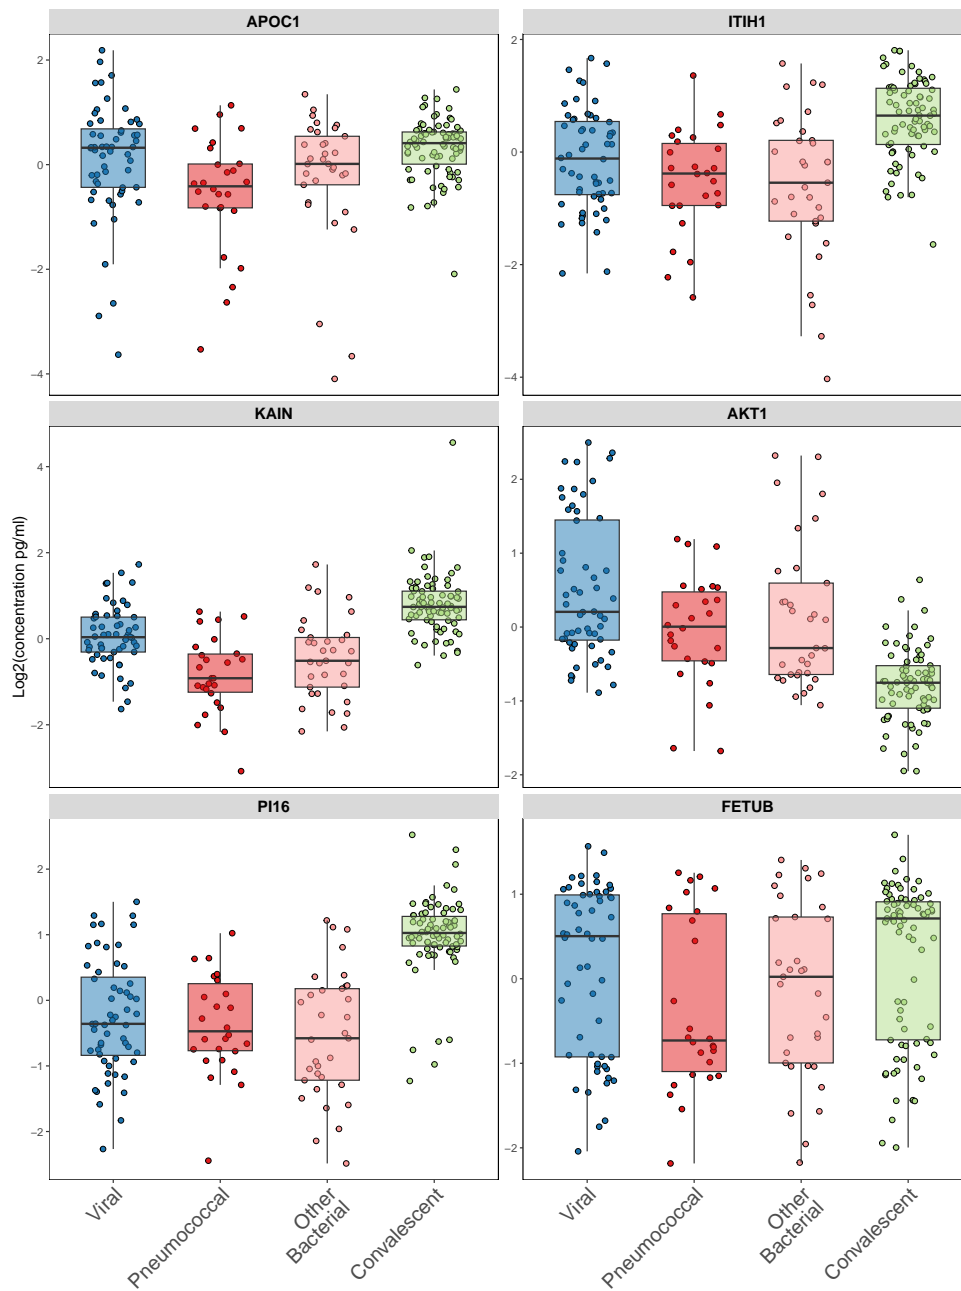 APOC1
ITIH1
2
0
−2
−4
2
0
−2
−4
KAIN
AKT1
4
2
0
−2
2
1
0
−1
−2
PI16
FETUB
2
1
0
−1
−2
1
0
−1
−2
Log2(concentration pg/ml)
Viral
Pneumococcal
Other
Bacterial
Convalescent
Viral
Pneumococcal
Other
Bacterial
Convalescent